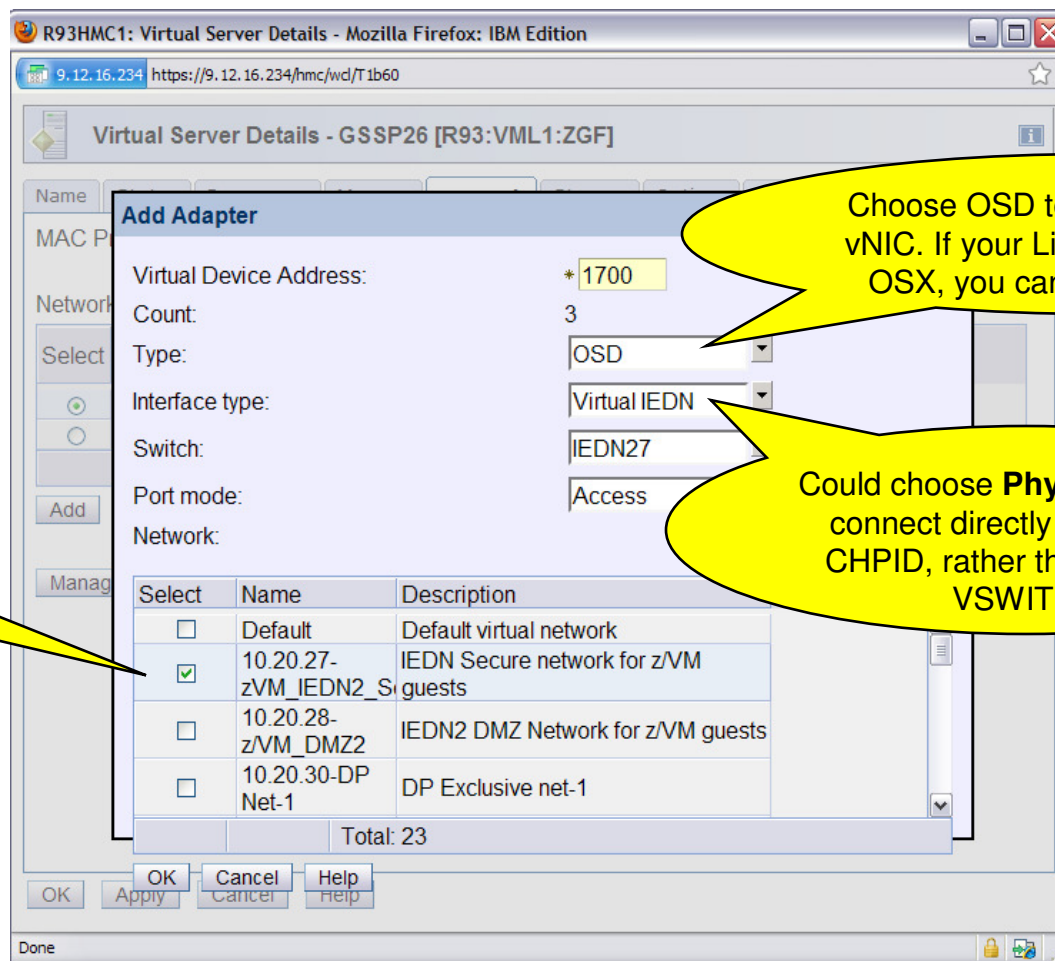 R93HMC1: Virtual Server Details - Mozilla Firefox: IBM Edition
9.12.16.234 https://9.12.16.234/hmc/wcl/T1b60
Virtual Server Details - GSSP26 [R93:VML1:ZGF]
Name
MAC P
Network
Select
Add
Manag
Add Adapter
Virtual Device Address: * 1700
Count: 3
Type: OSD
Interface type: Virtual IEDN
Switch: IEDN27
Port mode: Access
Network:
Select Name Description
Default Default virtual network
10.20.27-
zVM_IEDN2_S
IEDN Secure network for z/VM
guests
10.20.28-
z/VM_DMZ2
IEDN2 DMZ Network for z/VM guests
10.20.30-DP
Net-1
DP Exclusive net-1
Total: 23
OK Cancel Help
OK Apply Cancel Help
Done
Choose OSD t
vNIC. If your Li
OSX, you ca
Could choose Phy
connect directly
CHPID, rather th
VSWIT